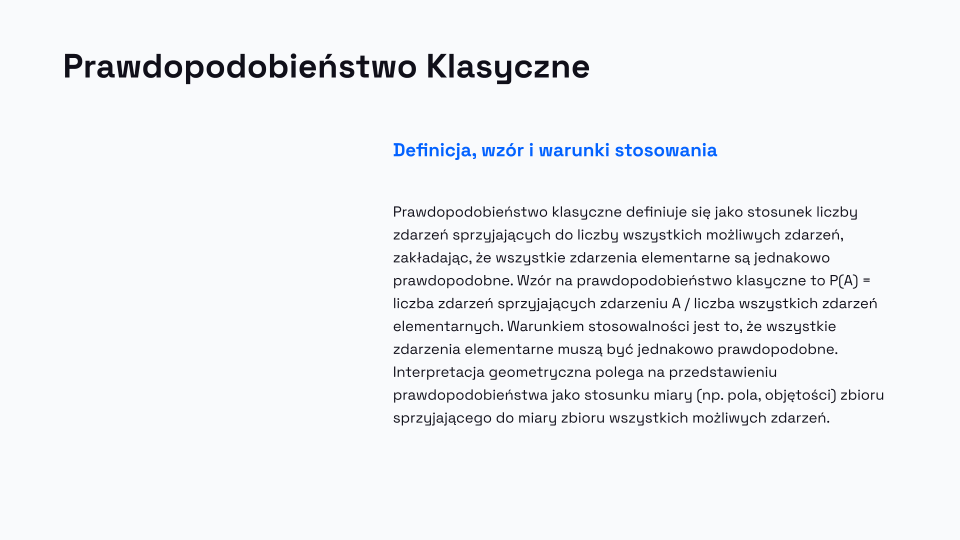 Prawdopodobieństwo Klasyczne
Definicja, wzór i warunki stosowania
Prawdopodobieństwo klasyczne definiuje się jako stosunek liczby
zdarzeń sprzyjających do liczby wszystkich możliwych zdarzeń,
zakładając, że wszystkie zdarzenia elementarne są jednakowo
prawdopodobne. Wzór na prawdopodobieństwo klasyczne to P(A) =
liczba zdarzeń sprzyjających zdarzeniu A / liczba wszystkich zdarzeń
elementarnych. Warunkiem stosowalności jest to, że wszystkie
zdarzenia elementarne muszą być jednakowo prawdopodobne.
Interpretacja geometryczna polega na przedstawieniu
prawdopodobieństwa jako stosunku miary (np. pola, objętości) zbioru
sprzyjającego do miary zbioru wszystkich możliwych zdarzeń.